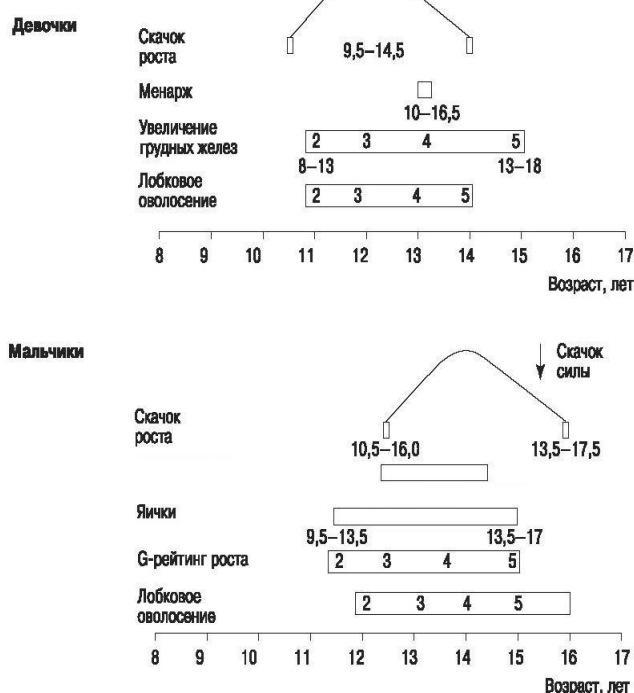 Девочки
Скачок
роста
9,5–14,5
Менарж
10–16,5
Увеличение
грудных желез
2 3 4 5
8–13 13–18
Лобковое
оволосение
2 3 4 5
8 9 10 11 12 13 14 15 16 17
Возраст, лет
Мальчики
Скачок
силы
Скачок
роста
10,5–16,0 13,5–17,5
Яички
9,5–13,5 13,5–17
G-рейтинг роста
2 3 4 5
Лобковое
оволосение
2 3 4 5
8 9 10 11 12 13 14 15 16 17
Возраст, лет